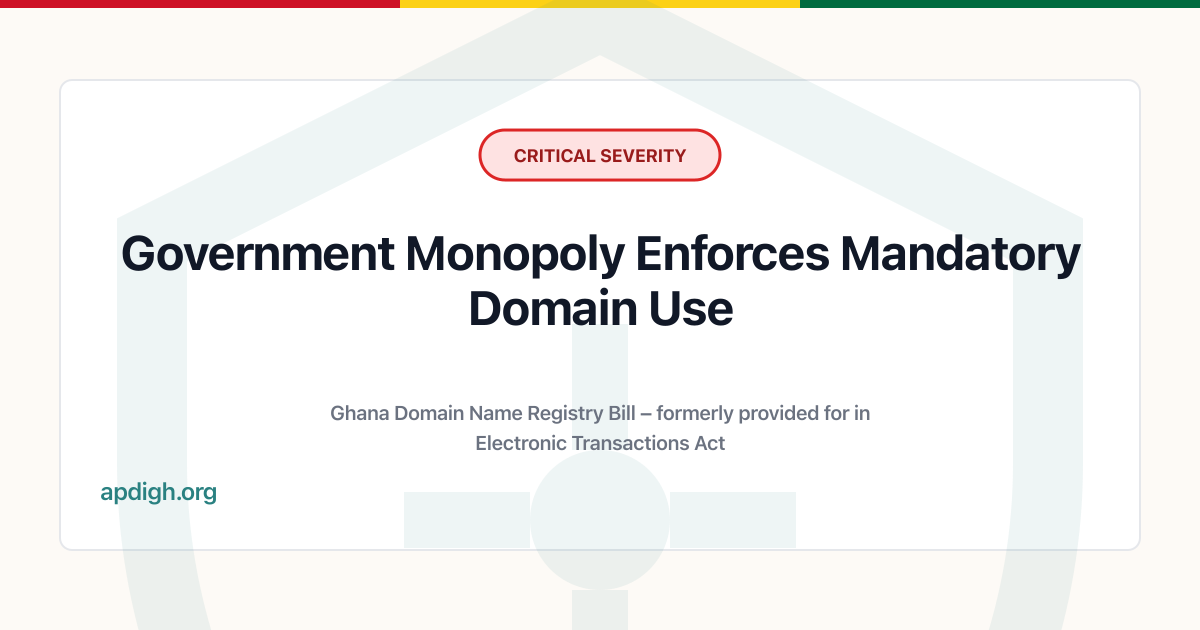 CRITICAL SEVERITY
Government Monopoly Enforces Mandatory
Domain Use
Ghana Domain Name Registry Bill – formerly provided for in
Electronic Transactions Act
apdigh.org